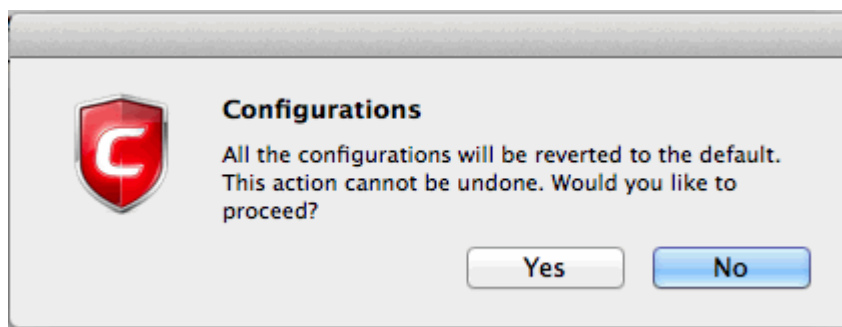 C
Configurations
All the configurations will be reverted to the default.
This action cannot be undone. Would you like to
proceed?
Yes
No